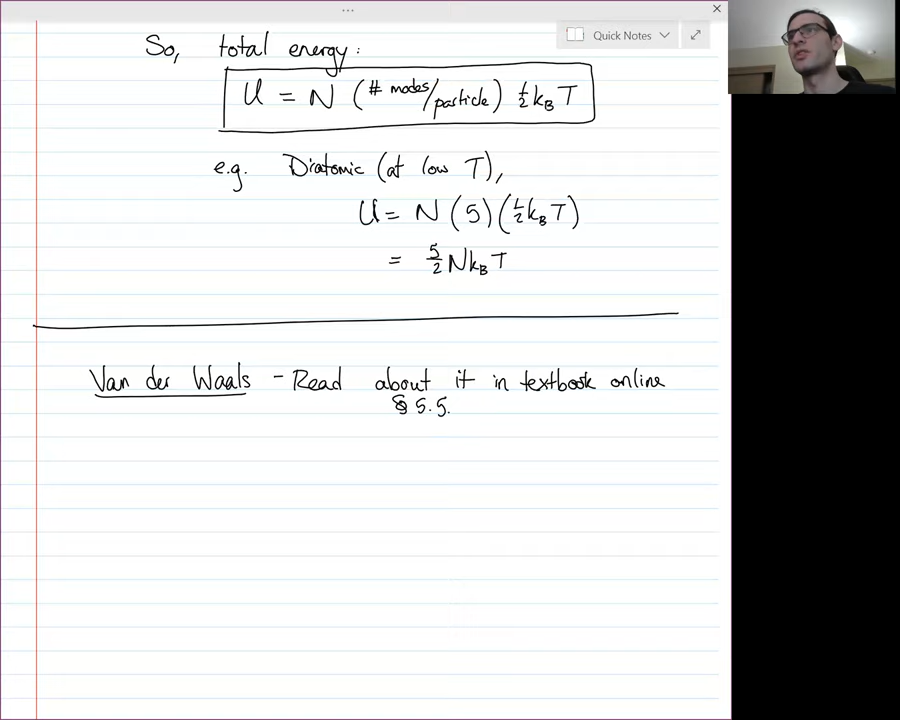 Quick Notes
So, total energy:
U = N (# modes/particle) ½ k_B T
e.g. Diatomic (at low T),
U = N (5) (½ k_B T)
= 5/2 N k_B T
Van der Waals - Read about it in textbook online
§ 5.5.